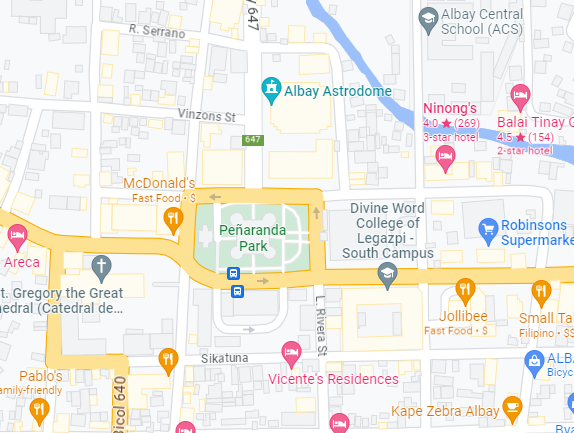 Albay Central
School (ACS)
R. Serrano
647
Albay Astrodome
Vinzons St
Ninong's
4.0★(269)
3-star hotel
Balai Tinay G
4.5★(154)
2-star hotel
647
McDonald's
Fast Food • $
Peñaranda
Park
Divine Word
College of
Legazpi -
South Campus
Robinsons
Supermarke
Areca
t. Gregory the Great
hedral (Catedral de...
Jollibee
Fast Food • $
Small Ta
Filipino • $$
L. Rivera St
Sikatuna
Vicente's Residences
ALBA
Bicyc
Pablo's
amily-friendly
Bicol 640
Kape Zebra Albay